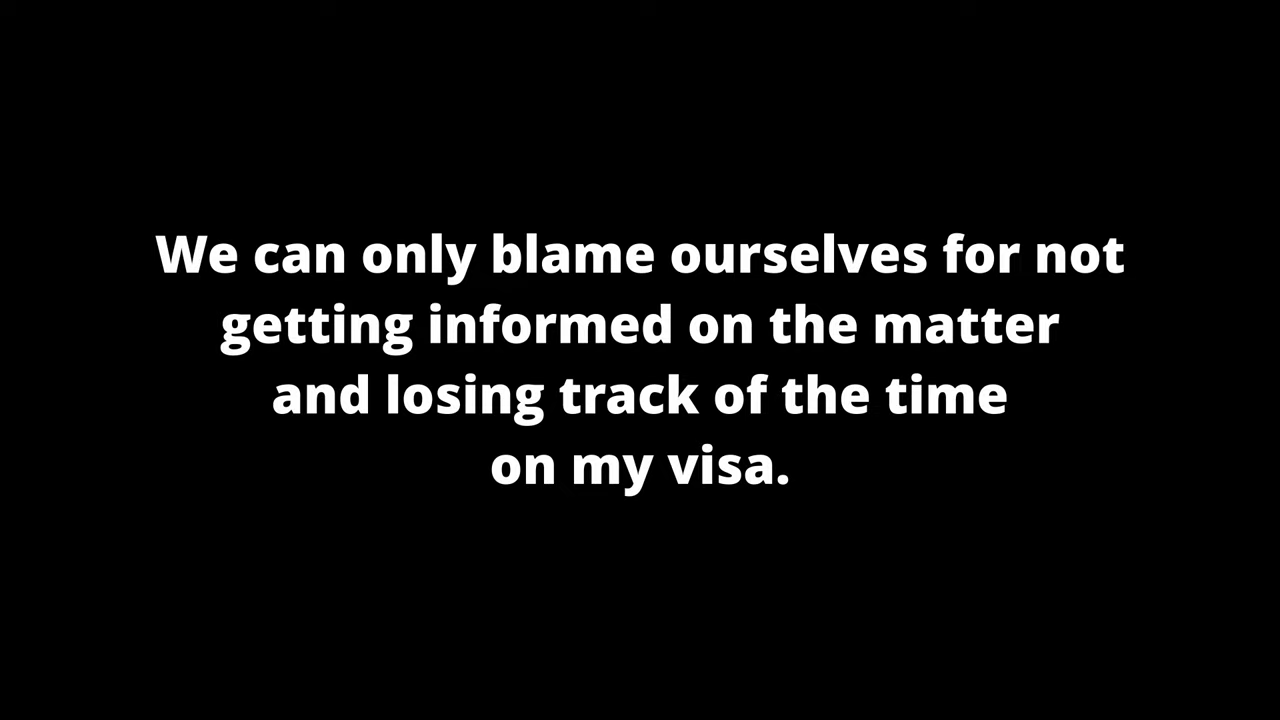 We can only blame ourselves for not
getting informed on the matter
and losing track of the time
on my visa.